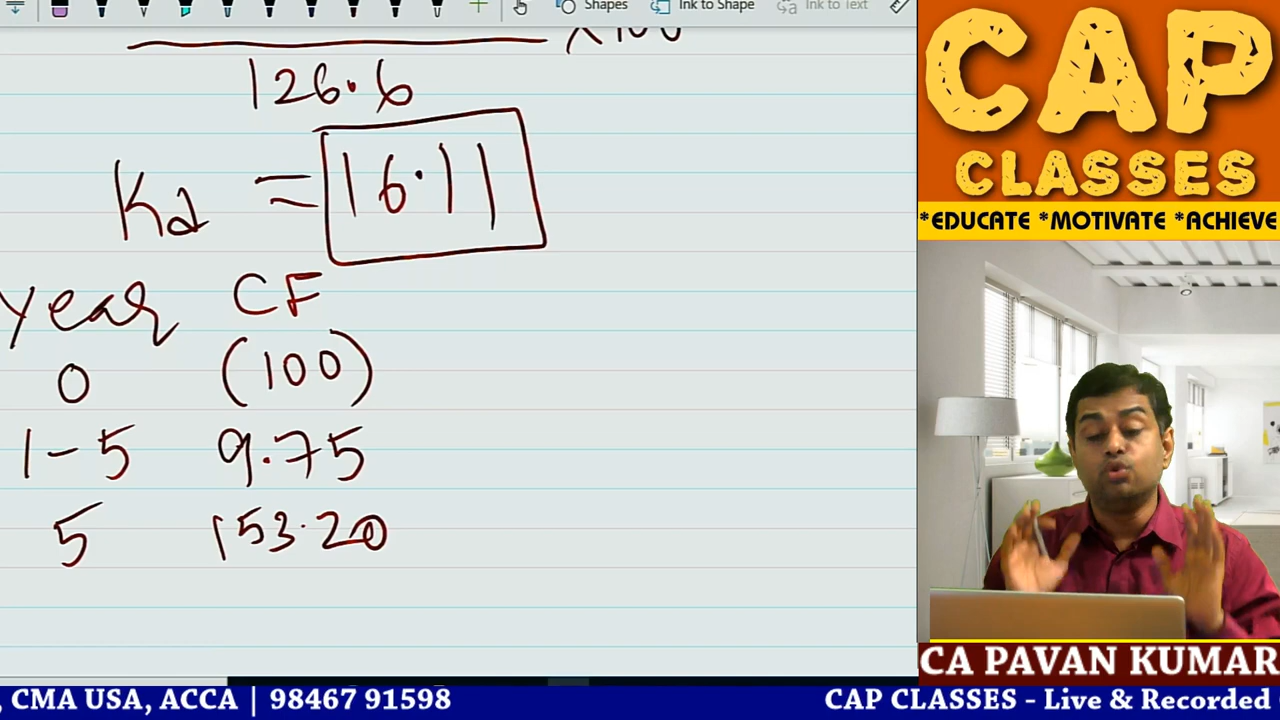 Shapes
Ink to Shape
Ink to Text
×100
126.6
Kd = 16.11
year CF
0 (100)
1-5 9.75
5 153.20
CAP
CLASSES
*EDUCATE *MOTIVATE *ACHIEVE
CA PAVAN KUMAR
, CMA USA, ACCA | 98467 91598
CAP CLASSES - Live & Recorded